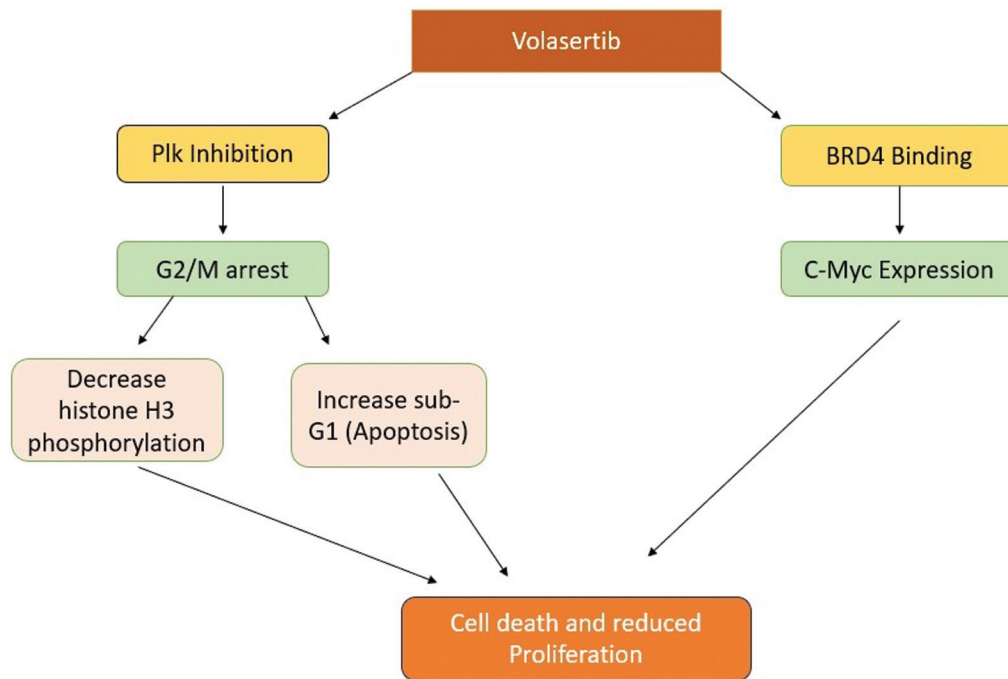 Volasertib
Plk Inhibition
BRD4 Binding
G2/M arrest
C-Myc Expression
Decrease
histone H3
phosphorylation
Increase sub-
G1 (Apoptosis)
Cell death and reduced
Proliferation